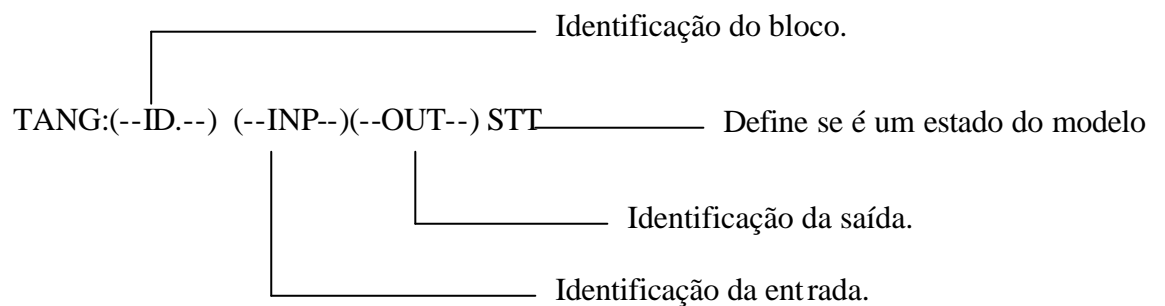 Identificação do bloco.
TANG:(--ID.--) (--INP--)(--OUT--) STT Define se é um estado do modelo
Identificação da saída.
Identificação da entrada.